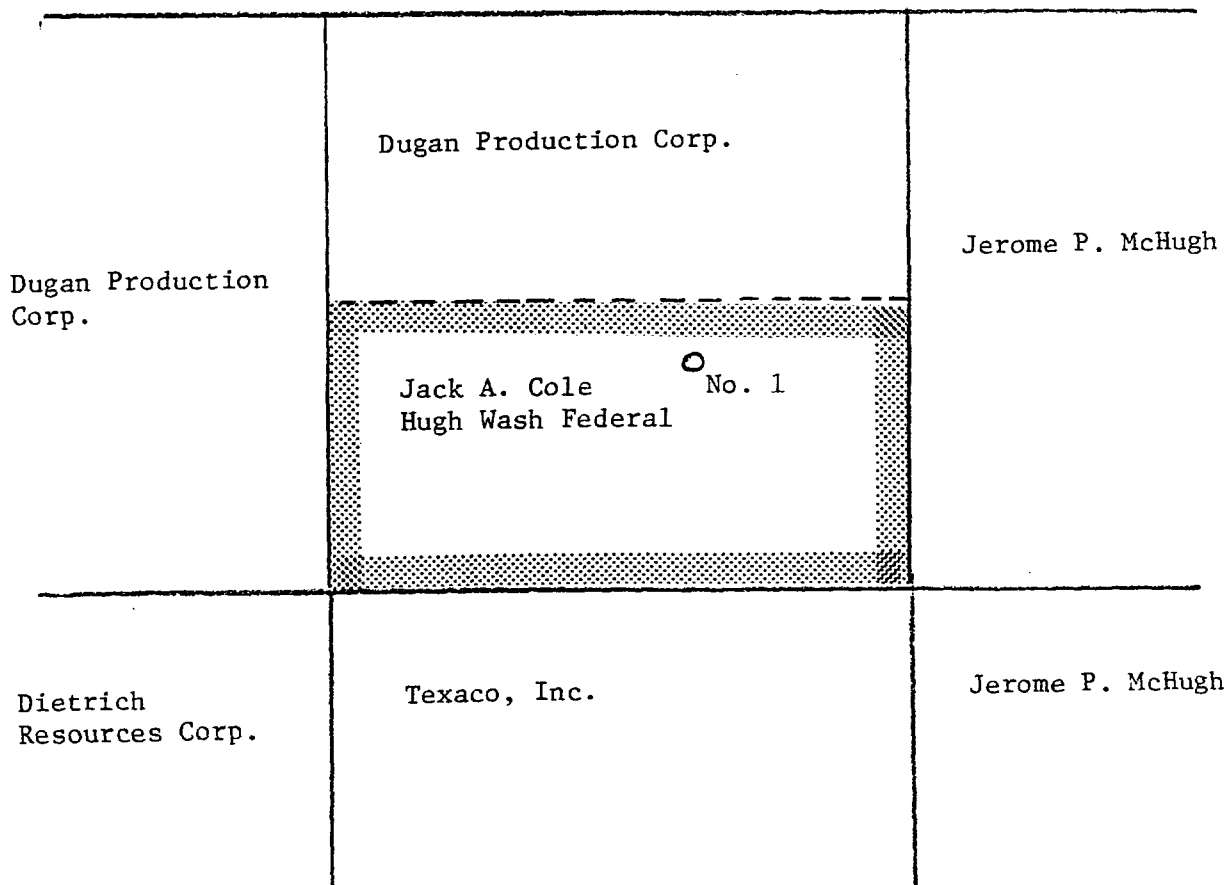 Dugan Production Corp.
Jerome P. McHugh
Dugan Production
Corp.
Jack A. Cole
No. 1
Hugh Wash Federal
Dietrich
Resources Corp.
Texaco, Inc.
Jerome P. McHugh